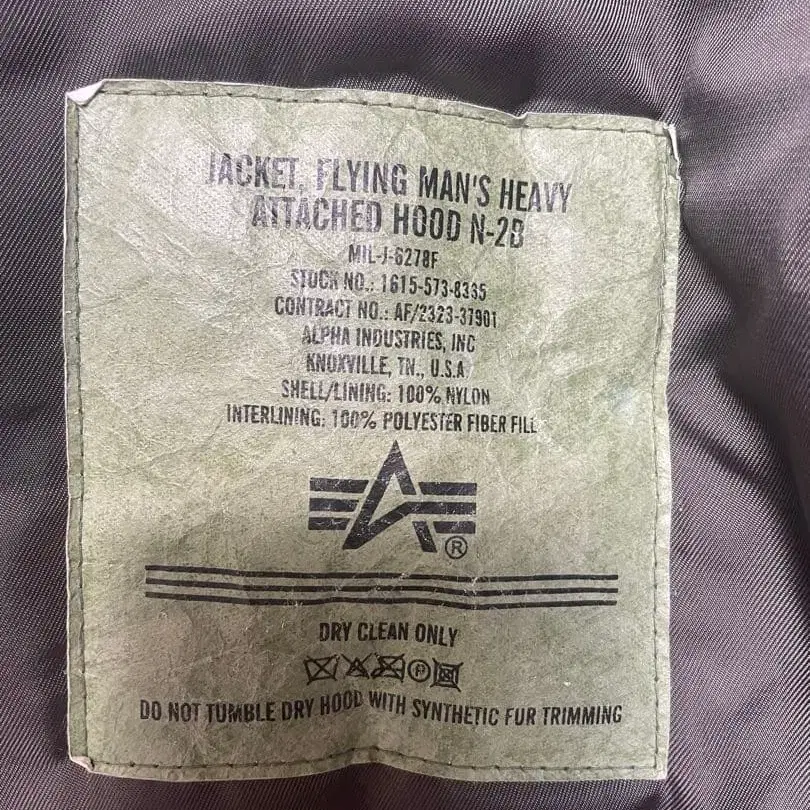 JACKET, FLYING MAN'S HEAVY
ATTACHED HOOD N-2B
MIL-J-6278F
STOCK NO.: 1615-573-8335
CONTRACT NO.: AF/2323-37901
ALPHA INDUSTRIES, INC
KNOXVILLE, TN., U.S.A
SHELL/LINING: 100% NYLON
INTERLINING: 100% POLYESTER FIBER FILL
®
DRY CLEAN ONLY
P
DO NOT TUMBLE DRY HOOD WITH SYNTHETIC FUR TRIMMING